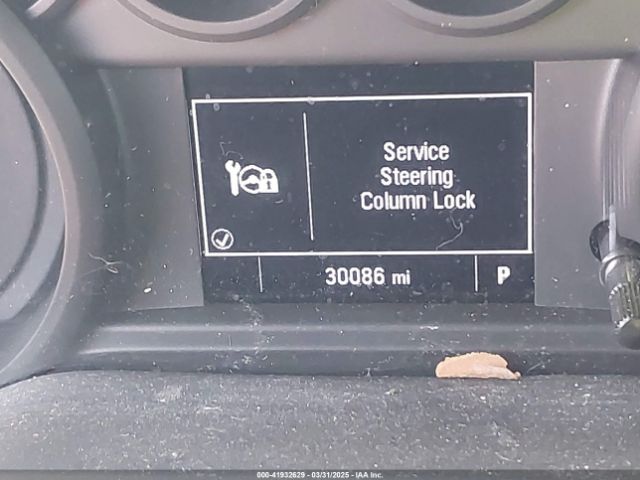 Service
Steering
Column Lock
30086 mi
P
000-41932629 - 03/31/2025 - IAA Inc.